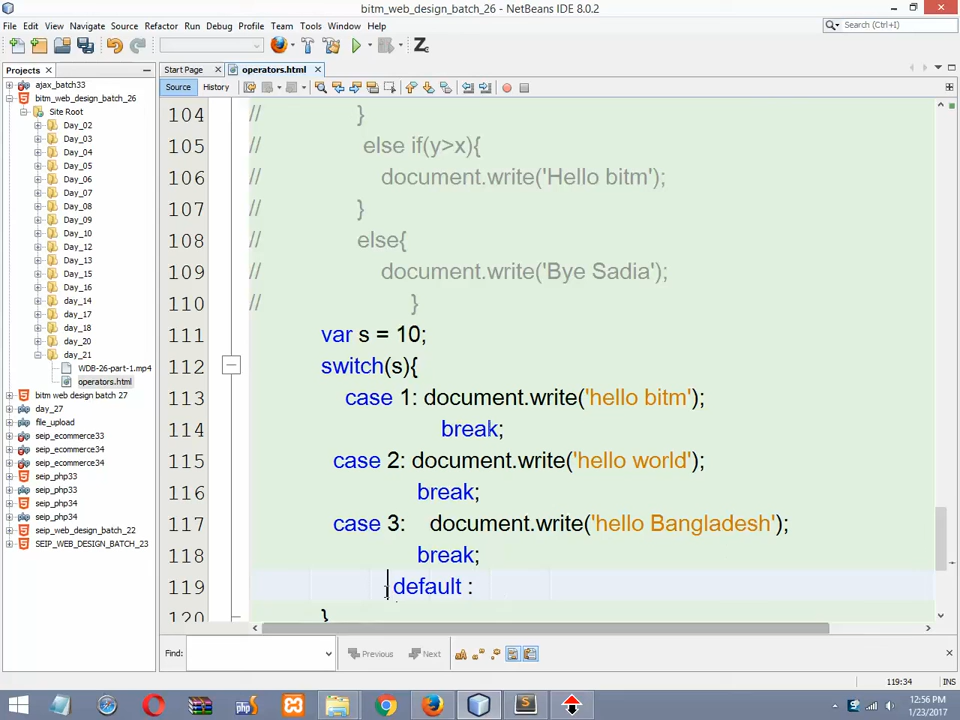 bitm_web_design_batch_26 - NetBeans IDE 8.0.2
File Edit View Navigate Source Refactor Run Debug Profile Team Tools Window Help
Search (Ctrl+I)
Projects
Start Page
operators.html
Source History
ajax_batch33
bitm_web_design_batch_26
Site Root
Day_02
Day_03
Day_04
Day_05
Day_06
Day_07
Day_08
Day_09
Day_10
Day_12
Day_13
Day_15
Day_16
day_14
day_17
day_18
day_20
day_21
WDB-26-part-1.mp4
operators.html
bitm web design batch 27
day_27
file_upload
seip_ecommerce33
seip_ecommerce34
seip_ecommerce34
seip_php33
seip_php33
seip_php34
seip_php34
seip_web_design_batch_22
SEIP_WEB_DESIGN_BATCH_23
104 // }
105 // else if(y>x){
106 // document.write('Hello bitm');
107 // }
108 // else{
109 // document.write('Bye Sadia');
110 // }
111 var s = 10;
112 switch(s){
113 case 1: document.write('hello bitm');
114 break;
115 case 2: document.write('hello world');
116 break;
117 case 3: document.write('hello Bangladesh');
118 break;
119 default :
120 }
Find: Previous Next
119:34 INS
12:56 PM
1/23/2017